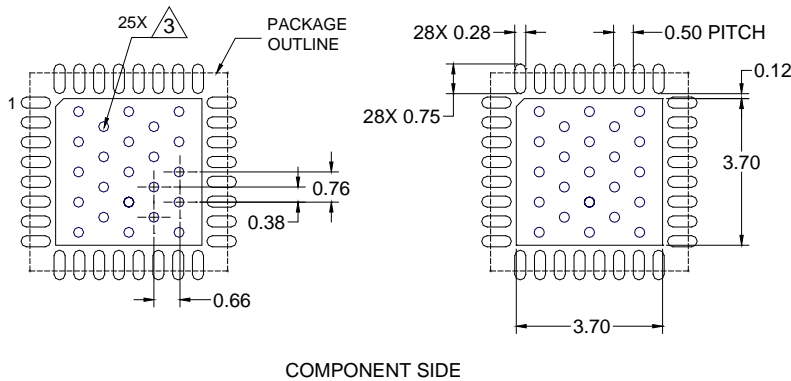 25X 3
PACKAGE
OUTLINE
1
0.76
0.38
0.66
28X 0.28
0.50 PITCH
0.12
28X 0.75
3.70
3.70
COMPONENT SIDE